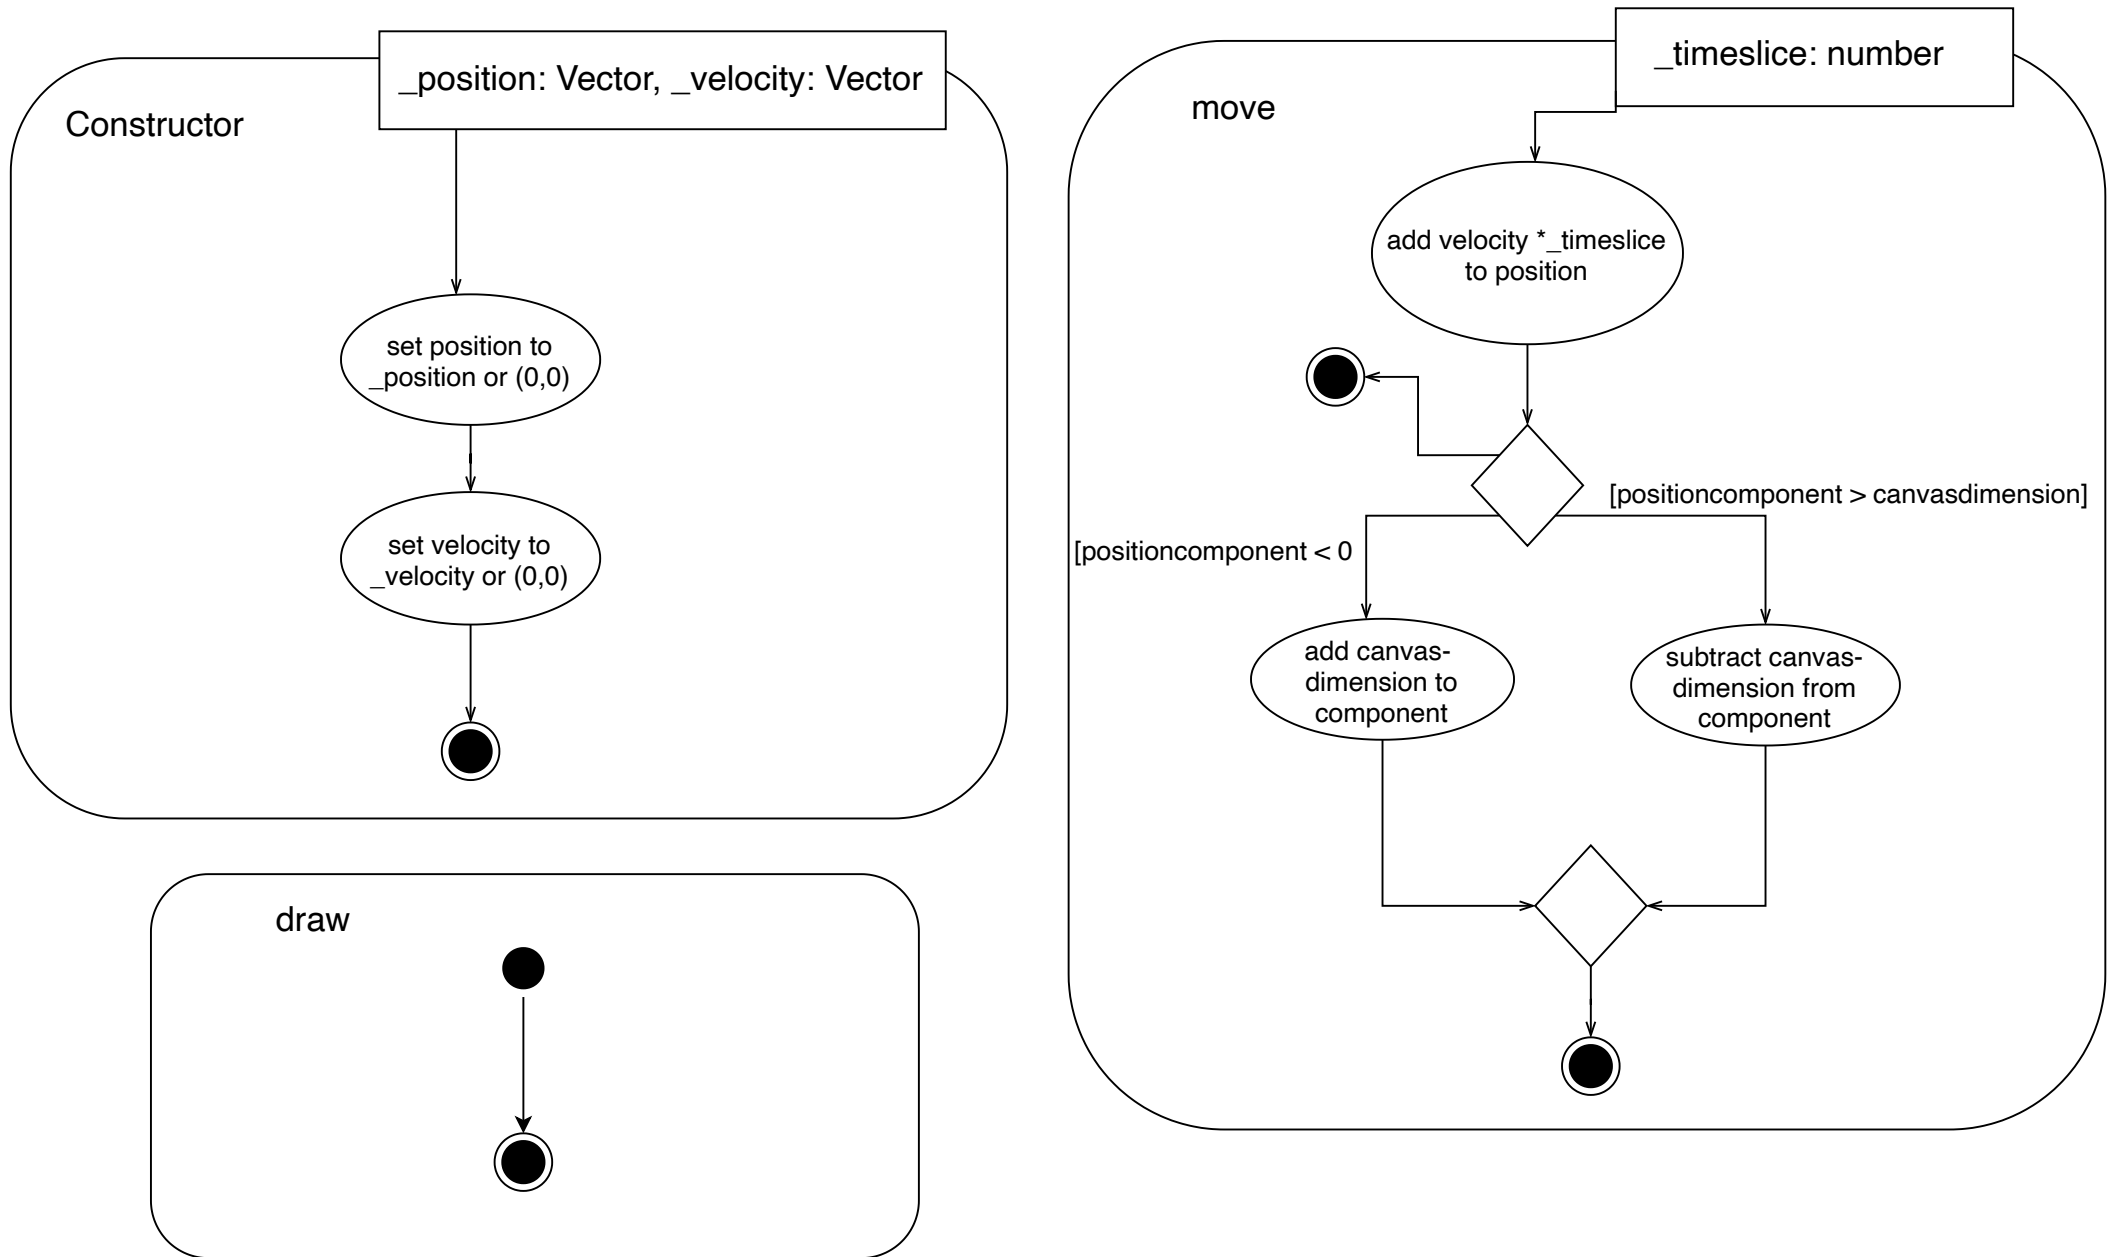 _position: Vector, _velocity: Vector
Constructor
set position to
_position or (0,0)
set velocity to
_velocity or (0,0)
draw
_timeslice: number
move
add velocity *_timeslice
to position
[positioncomponent > canvasdimension]
[positioncomponent < 0
add canvas-
dimension to
component
subtract canvas-
dimension from
component